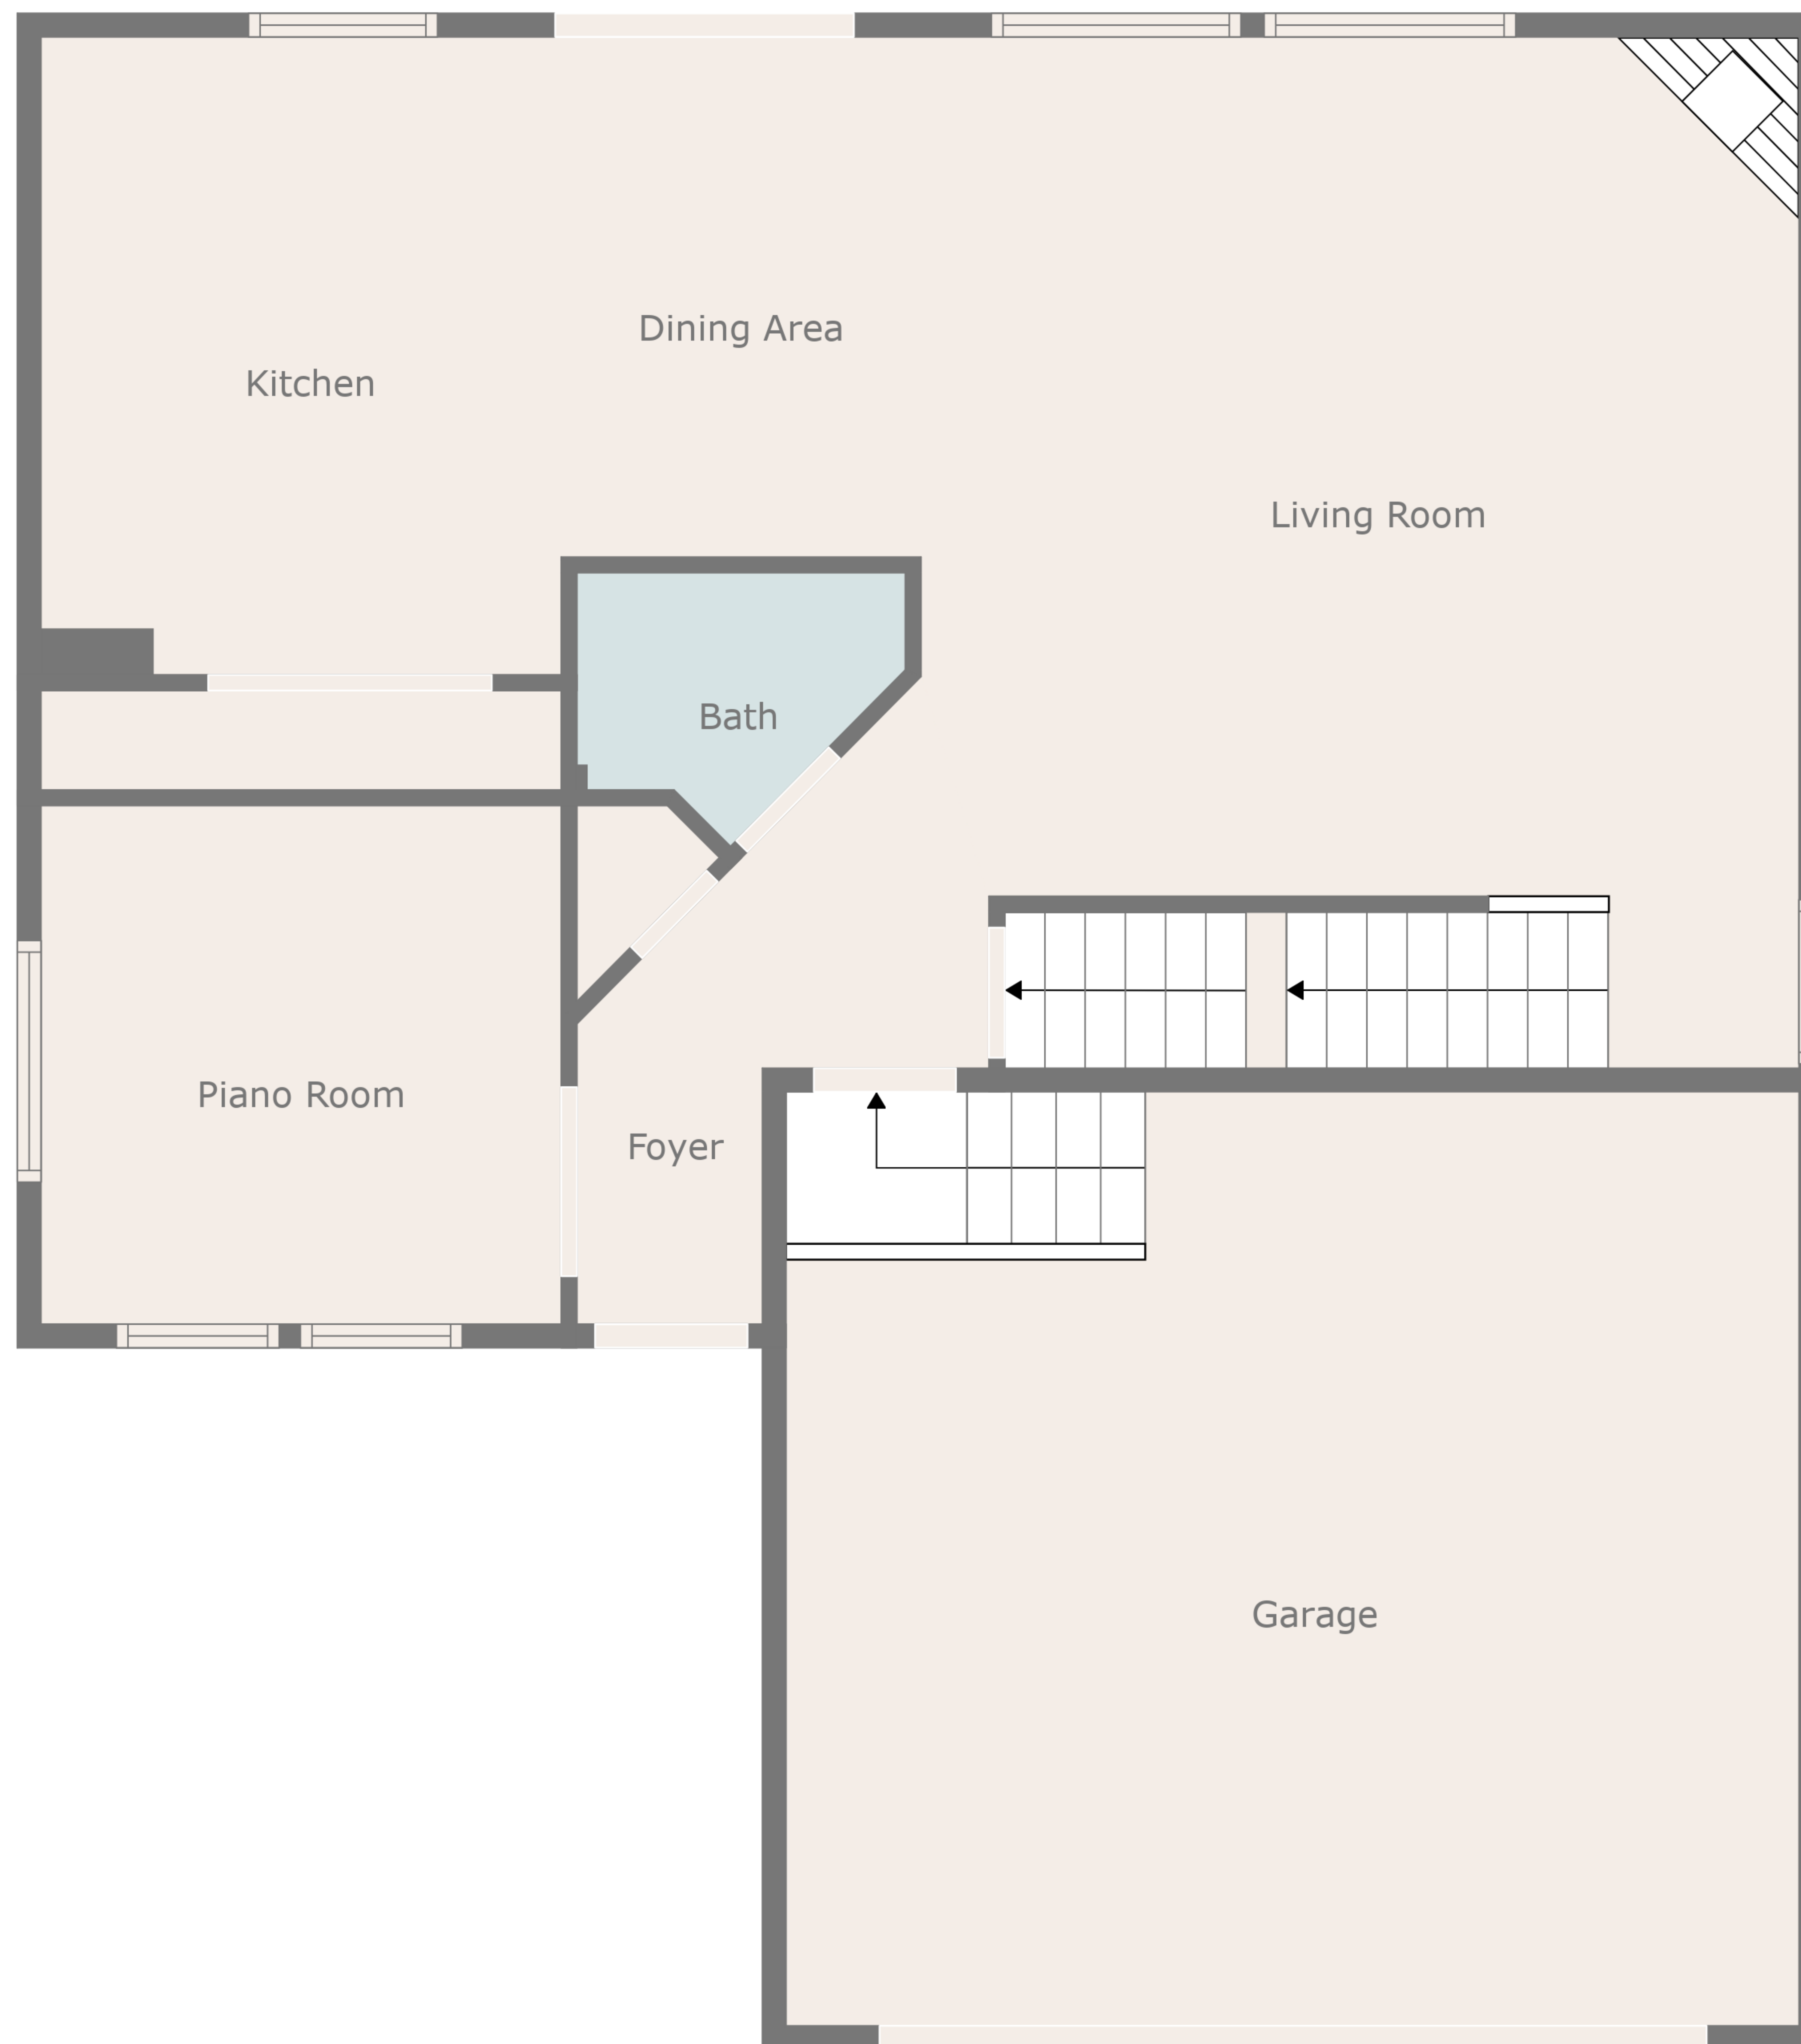 Dining Area
Kitchen
Living Room
Bath
Piano Room
Foyer
Garage